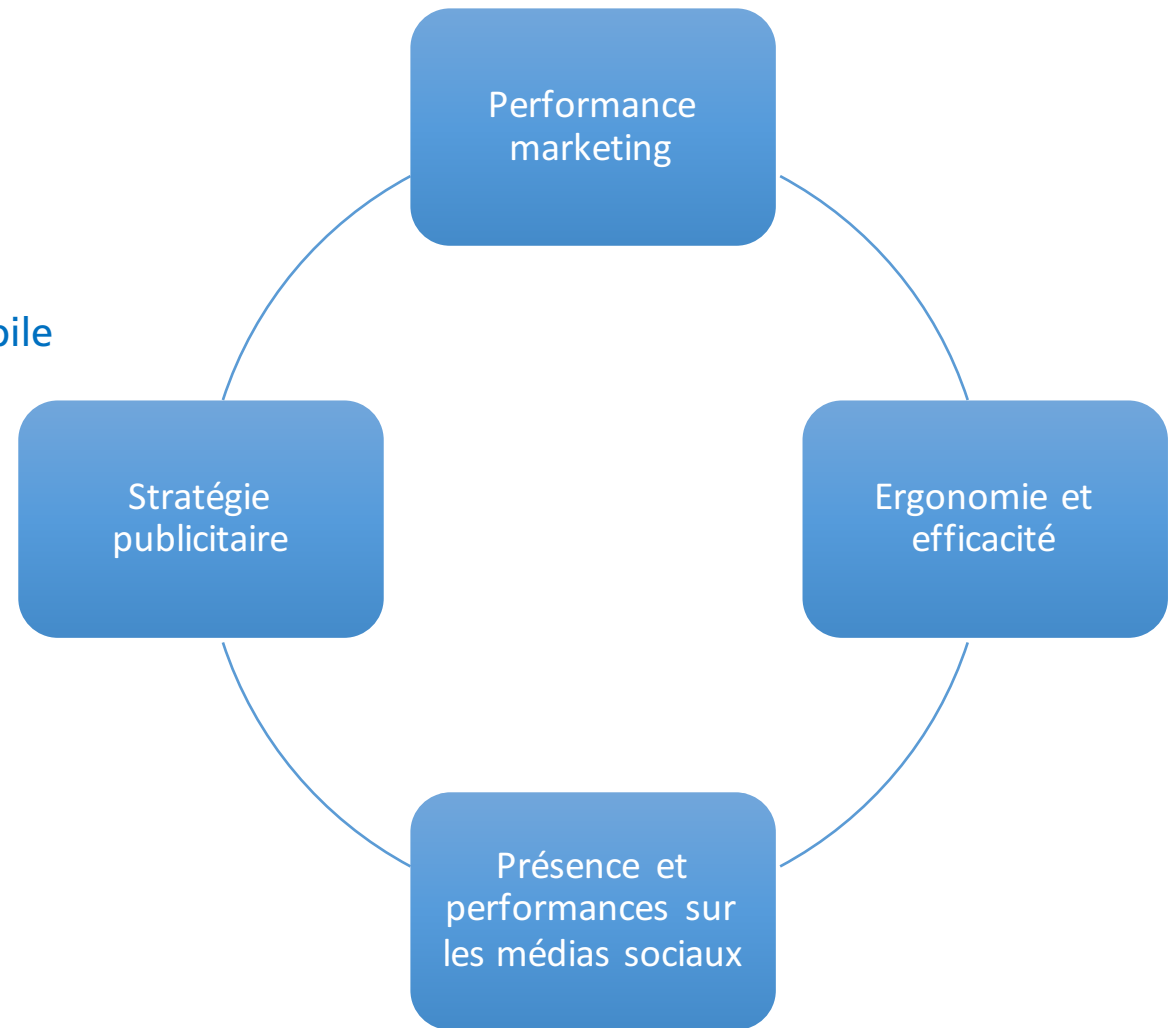 Performance
marketing
Stratégie
publicitaire
Ergonomie et
efficacité
Présence et
performances sur
les médias sociaux